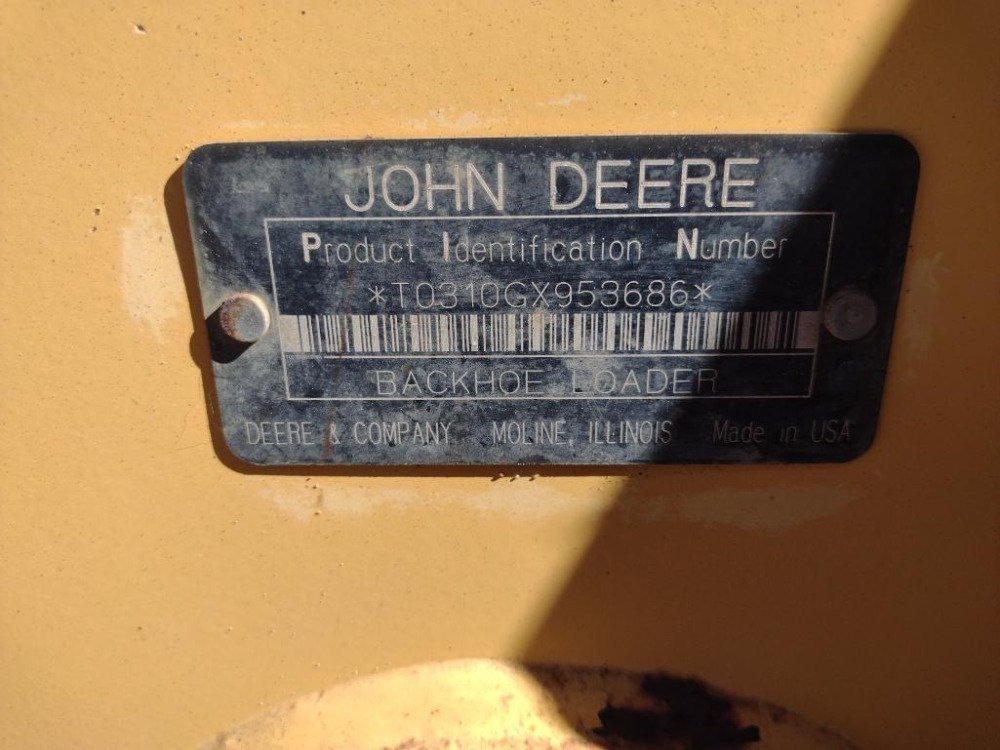 JOHN DEERE
Product Identification Number
*T0310GX953686*
BACKHOE LOADER
DEERE & COMPANY MOLINE, ILLINOIS Made in USA